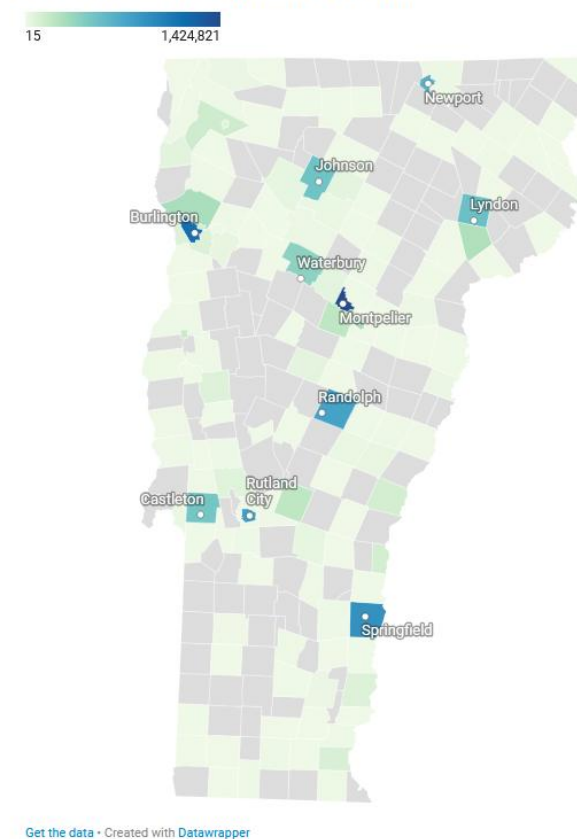 15
1,424,821
Newport
Johnson
Lyndon
Burlington
Waterbury
Montpelier
Randolph
Rutland
City
Castleton
Springfield
Get the data • Created with Datawrapper